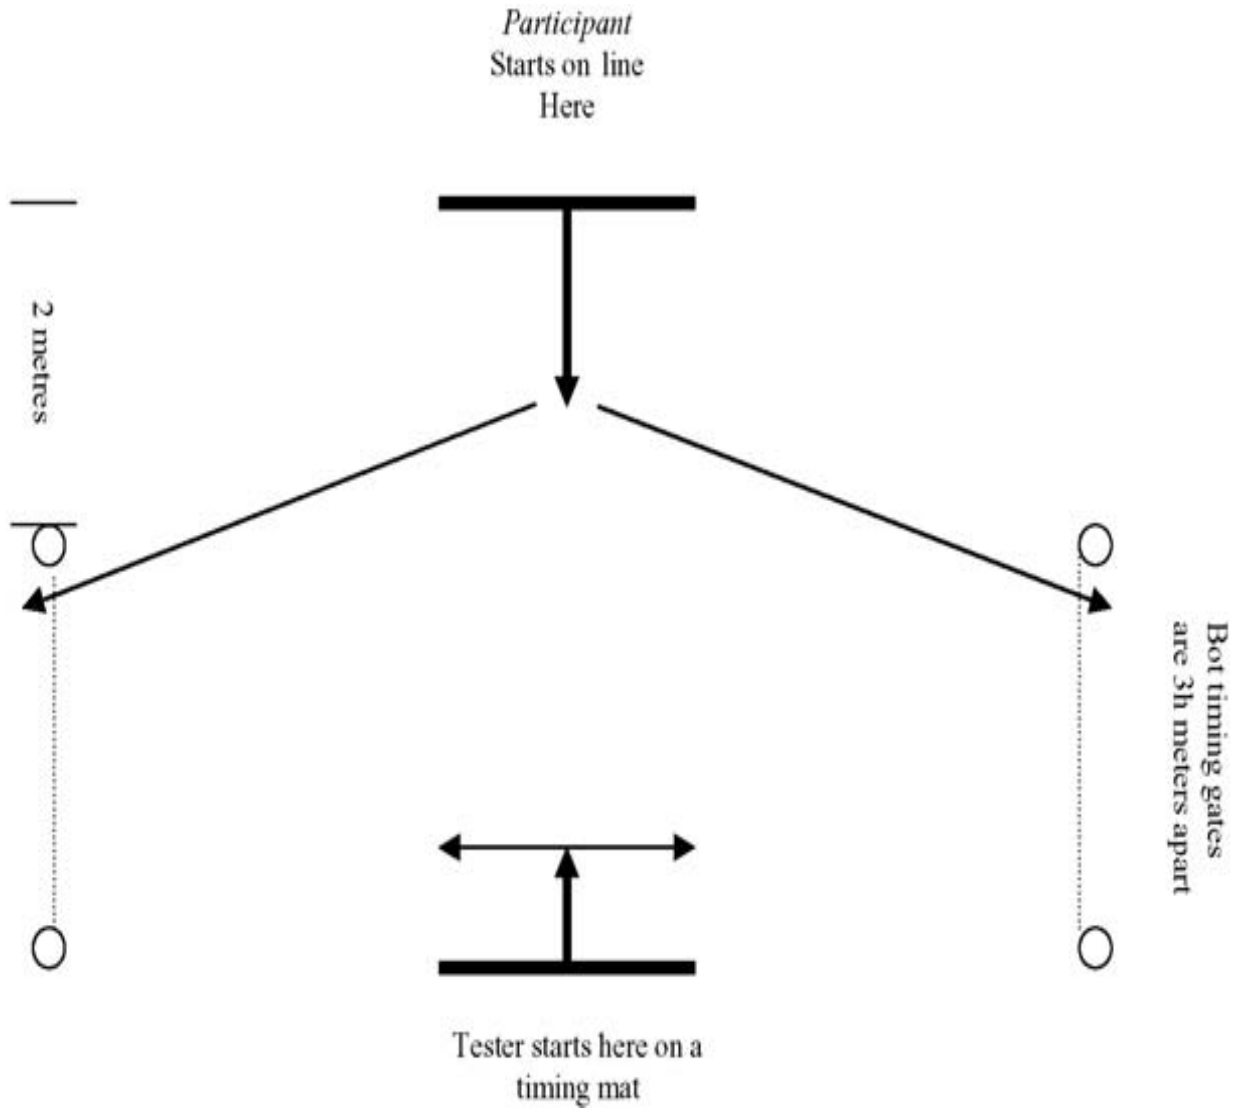 Participant
Starts on line
Here
2 metres
Bot timing gates
are 3h meters apart
Tester starts here on a
timing mat